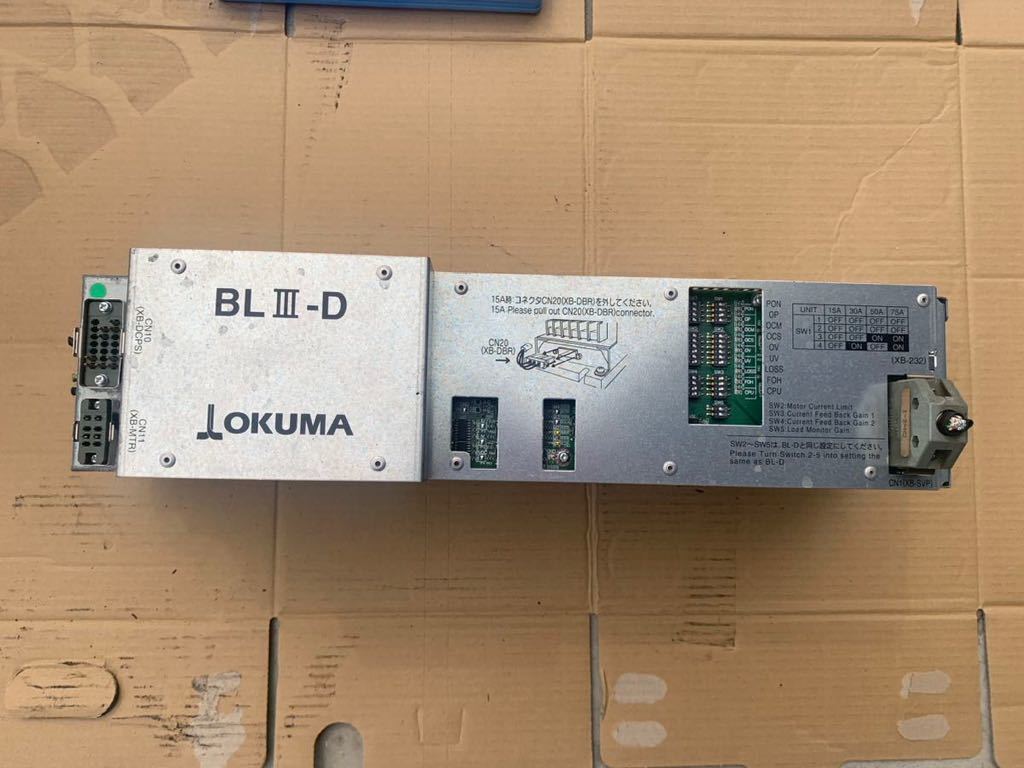 BL III-D
OKUMA
CN10
(XB-DCPS)
CN11
(XB-MTR)
15A時 コネクタCN20(XB-DBR)を外してください。
15A:Please pull out CN20(XB-DBR)connector.
CN20
(XB-DBR)
SW1
PON
OP
OCM
OCS
OV
UV
LOSS
FOH
CPU
UNIT 15A 30A 50A 75A
SW1
1 OFF OFF OFF OFF
2 OFF OFF OFF OFF
3 OFF OFF ON ON
4 OFF ON OFF ON
(XB-232)
SW2:Motor Current Limit
SW3:Current Feed Back Gain 1
SW4:Current Feed Back Gain 2
SW5:Load Monitor Gain
SW2~SW5は、BL-Dと同じ設定にしてください。
Please Turn Switch 2-5 into setting the
same as BL-D
CN1(XB-SVP)